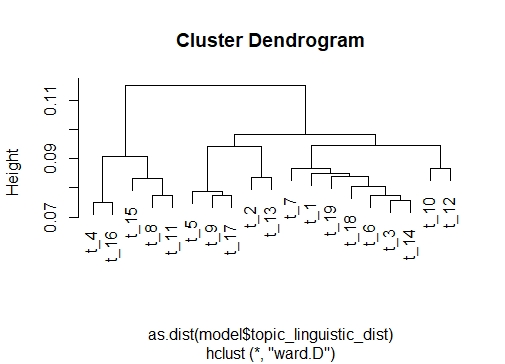 Cluster Dendrogram
Height
0.07
0.09
0.11
t_4
t_16
t_15
t_8
t_11
t_5
t_9
t_17
t_2
t_13
t_7
t_1
t_19
t_18
t_6
t_3
t_14
t_10
t_12
as.dist(model$topic_linguistic_dist)
hclust (*, "ward.D")